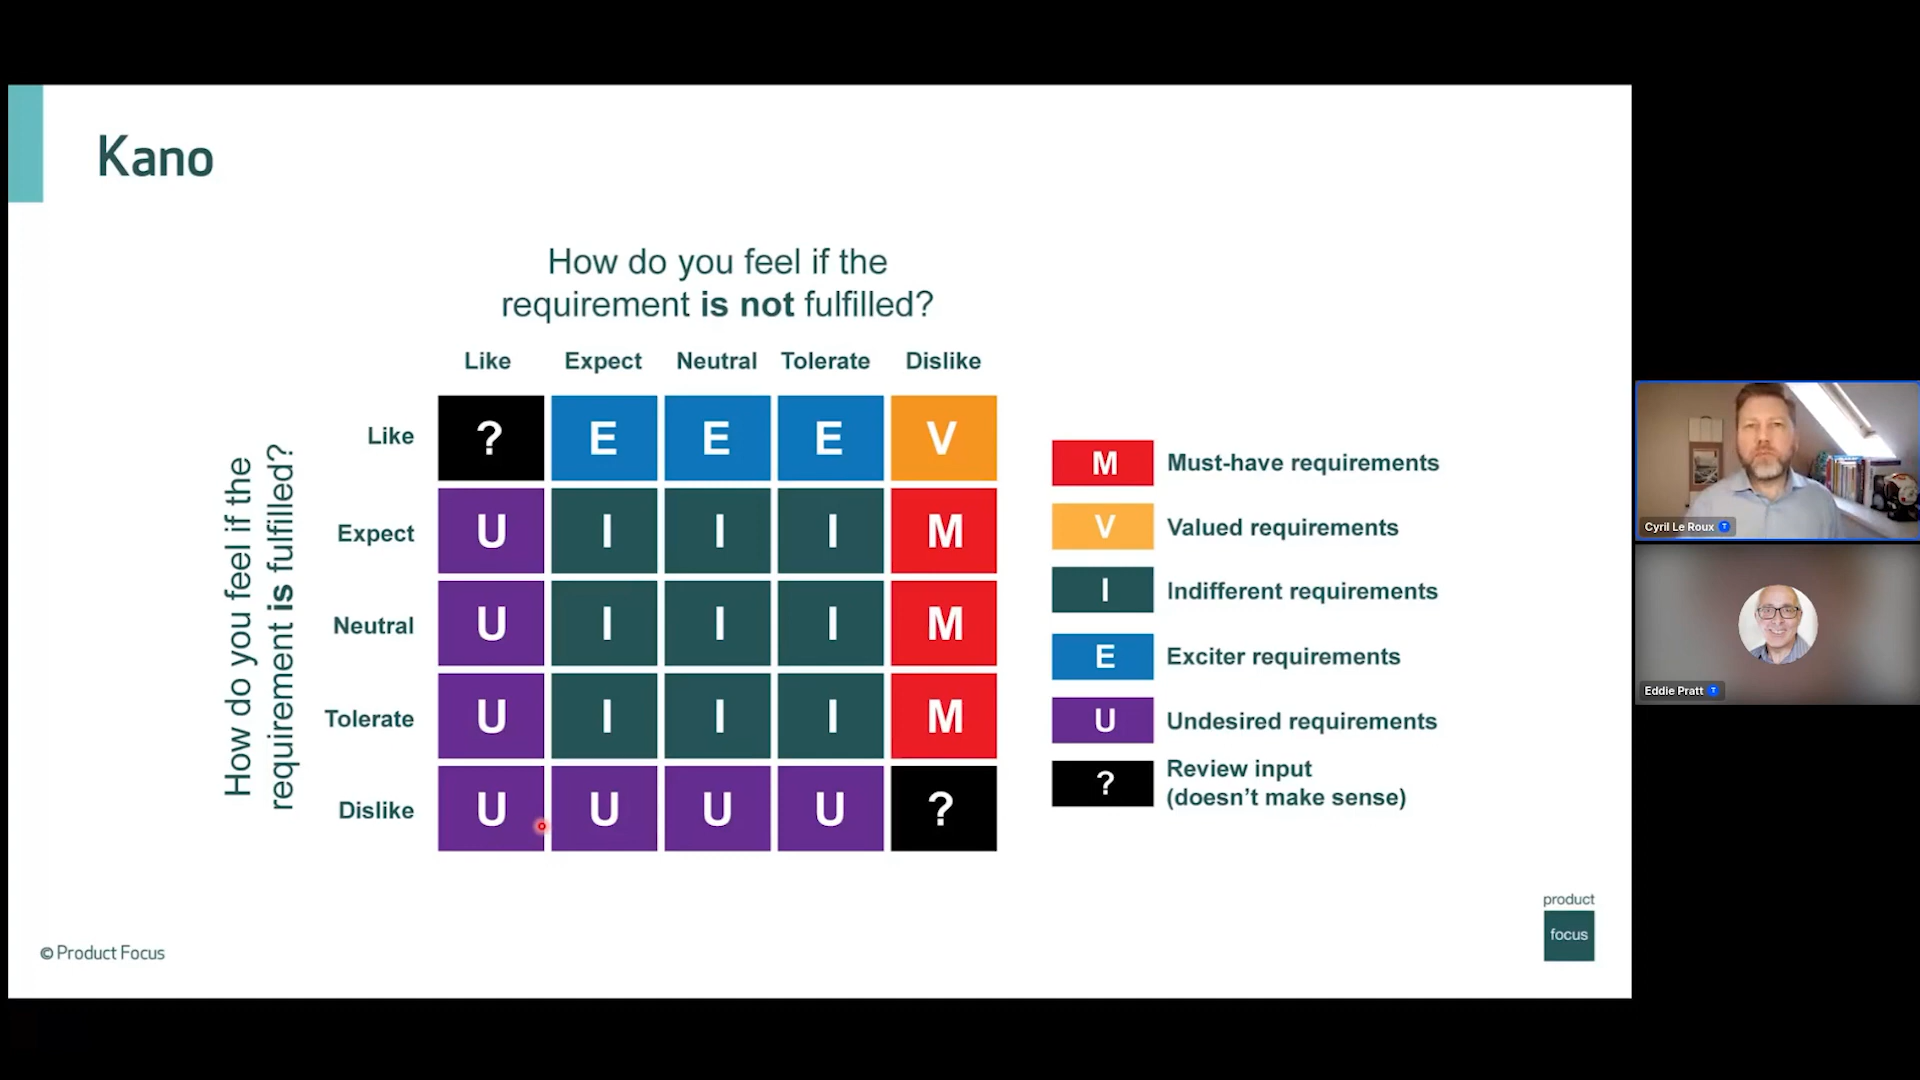 Kano
How do you feel if the
requirement is not fulfilled?
Like Expect Neutral Tolerate Dislike
How do you feel if the
requirement is fulfilled?
Like ? E E E V
Expect U I I I M
Neutral U I I I M
Tolerate U I I I M
Dislike U U U U ?
M Must-have requirements
V Valued requirements
I Indifferent requirements
E Exciter requirements
U Undesired requirements
? Review input
(doesn't make sense)
Cyril Le Roux T
Eddie Pratt T
product
focus
© Product Focus